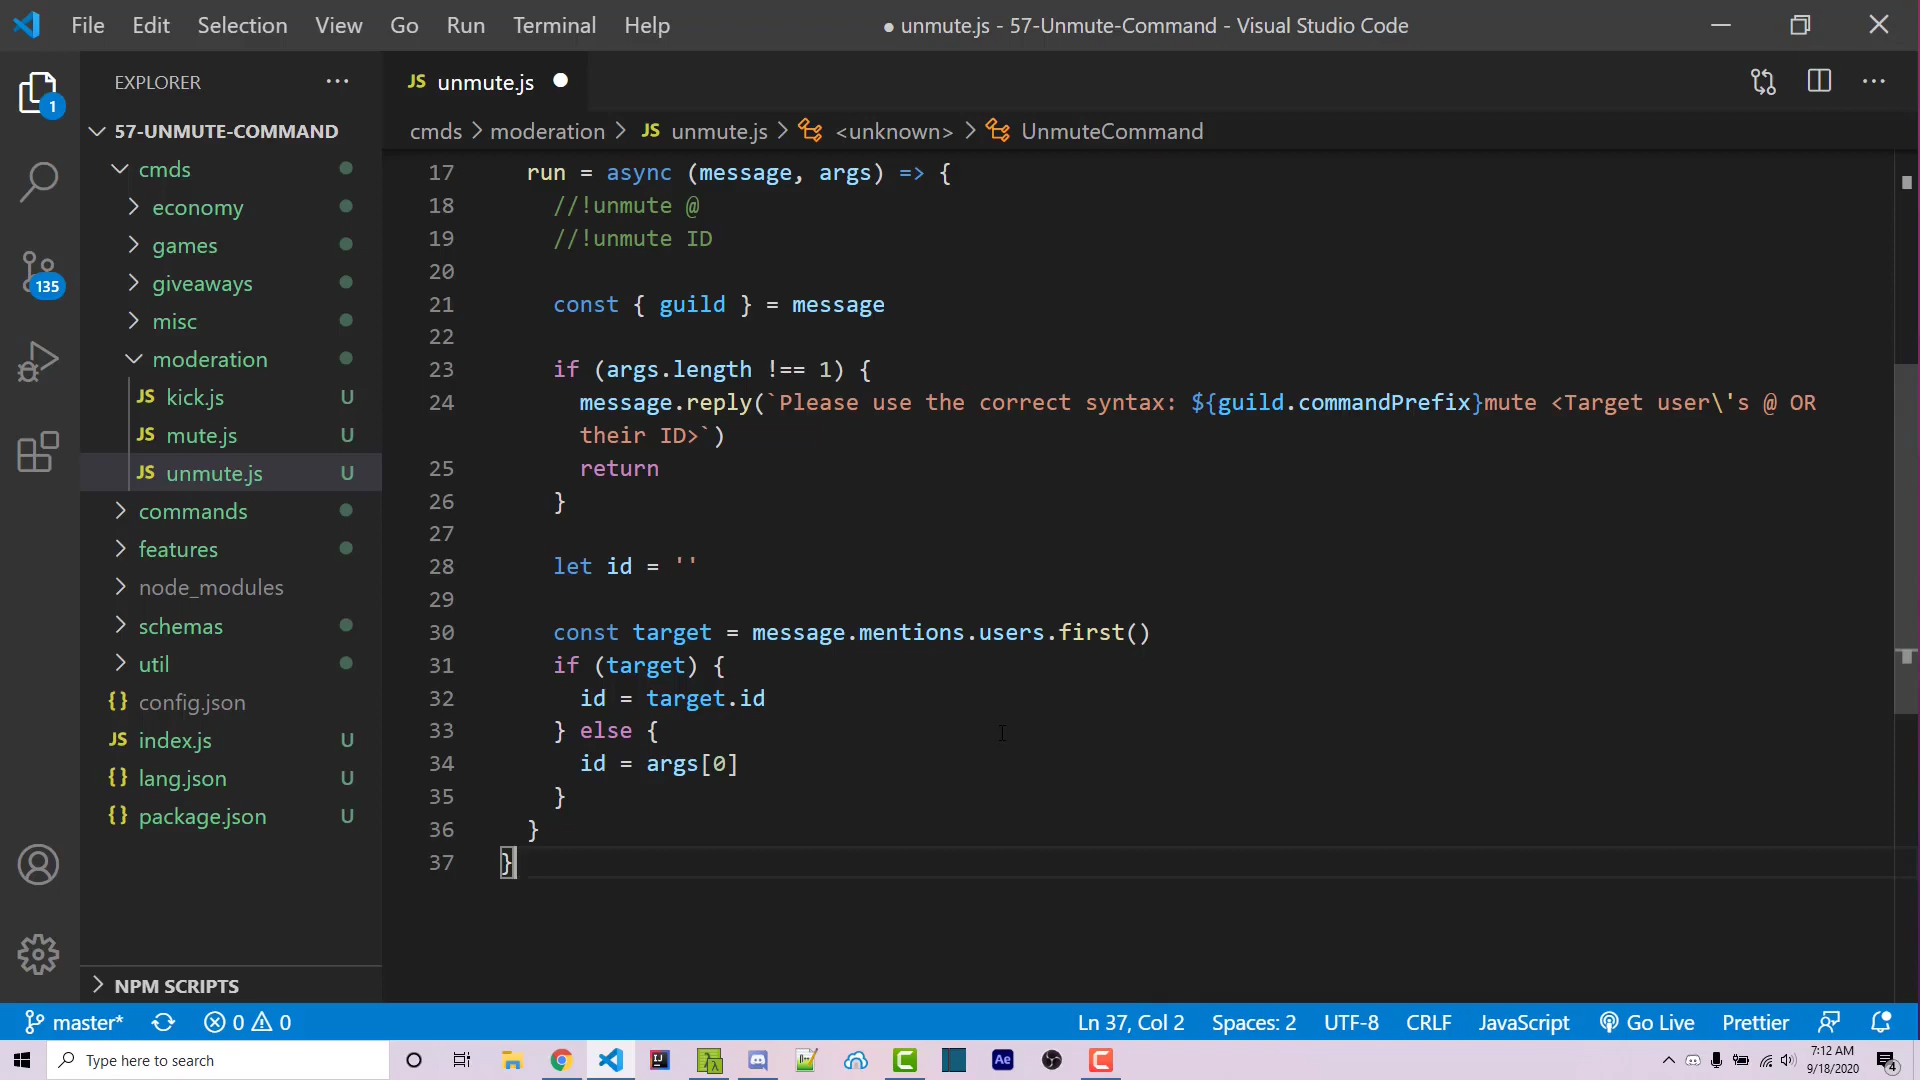 File Edit Selection View Go Run Terminal Help ● unmute.js - 57-Unmute-Command - Visual Studio Code
EXPLORER ···
JS unmute.js ●
57-UNMUTE-COMMAND
cmds > moderation > JS unmute.js > <unknown> > UnmuteCommand
1
135
cmds
economy
games
giveaways
misc
moderation
JS kick.js U
JS mute.js U
JS unmute.js U
commands
features
node_modules
schemas
util
{} config.json
JS index.js U
{} lang.json U
{} package.json U
NPM SCRIPTS
17 run = async (message, args) => {
18 //!unmute @
19 //!unmute ID
20
21 const { guild } = message
22
23 if (args.length !== 1) {
24 message.reply(`Please use the correct syntax: ${guild.commandPrefix}mute <Target user\'s @ OR
their ID>`)
25 return
26 }
27
28 let id = ''
29
30 const target = message.mentions.users.first()
31 if (target) {
32 id = target.id
33 } else {
34 id = args[0]
35 }
36 }
37 }
master* 0 0 Ln 37, Col 2 Spaces: 2 UTF-8 CRLF JavaScript Go Live Prettier
Type here to search
IJ
Ae
7:12 AM
9/18/2020
4